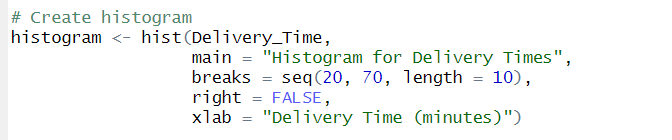 # Create histogram
histogram <- hist(Delivery_Time,
main = "Histogram for Delivery Times",
breaks = seq(20, 70, length = 10),
right = FALSE,
xlab = "Delivery Time (minutes)")